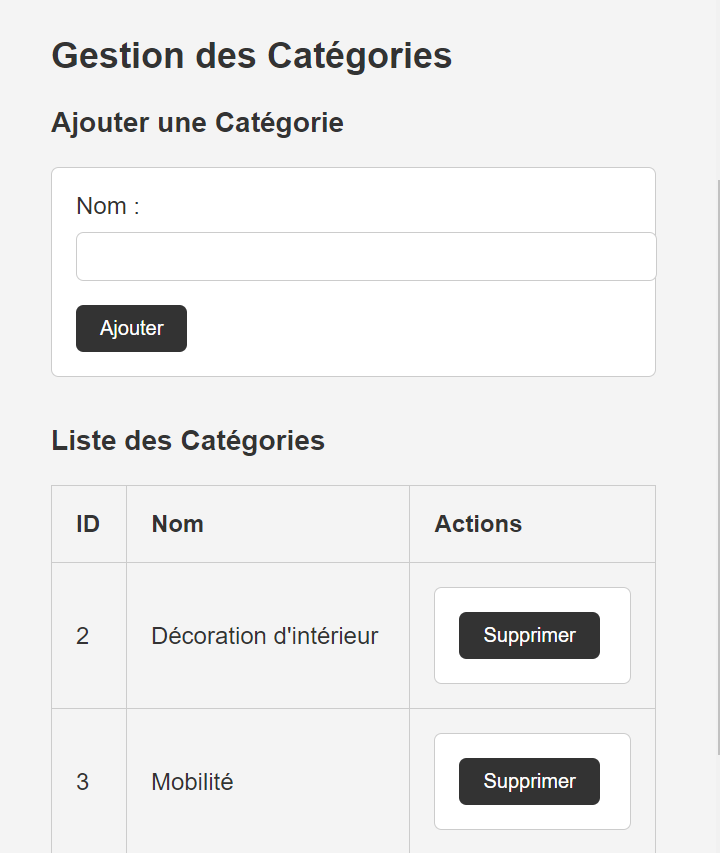 Gestion des Catégories
Ajouter une Catégorie
Nom :
Ajouter
Liste des Catégories
ID Nom Actions
2 Décoration d'intérieur Supprimer
3 Mobilité Supprimer